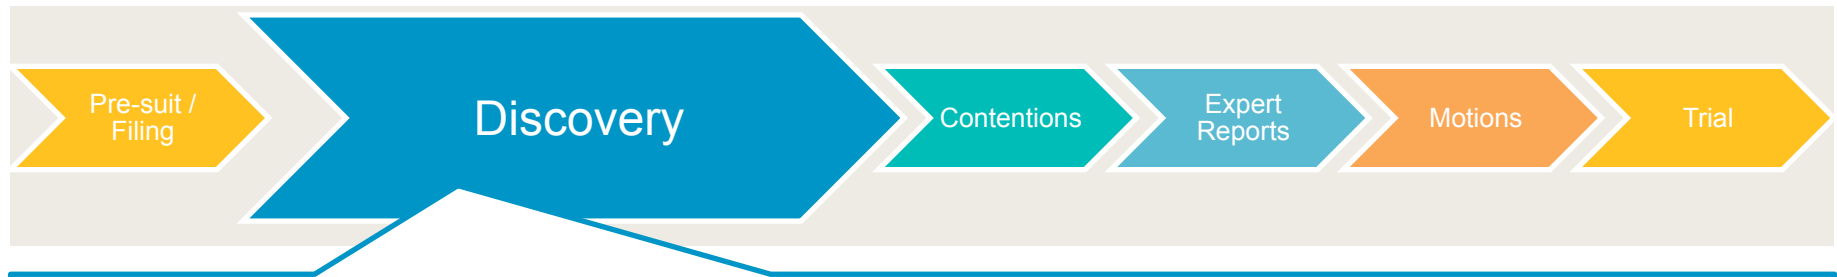 Pre-suit /
Filing
Discovery
Contentions
Expert
Reports
Motions
Trial